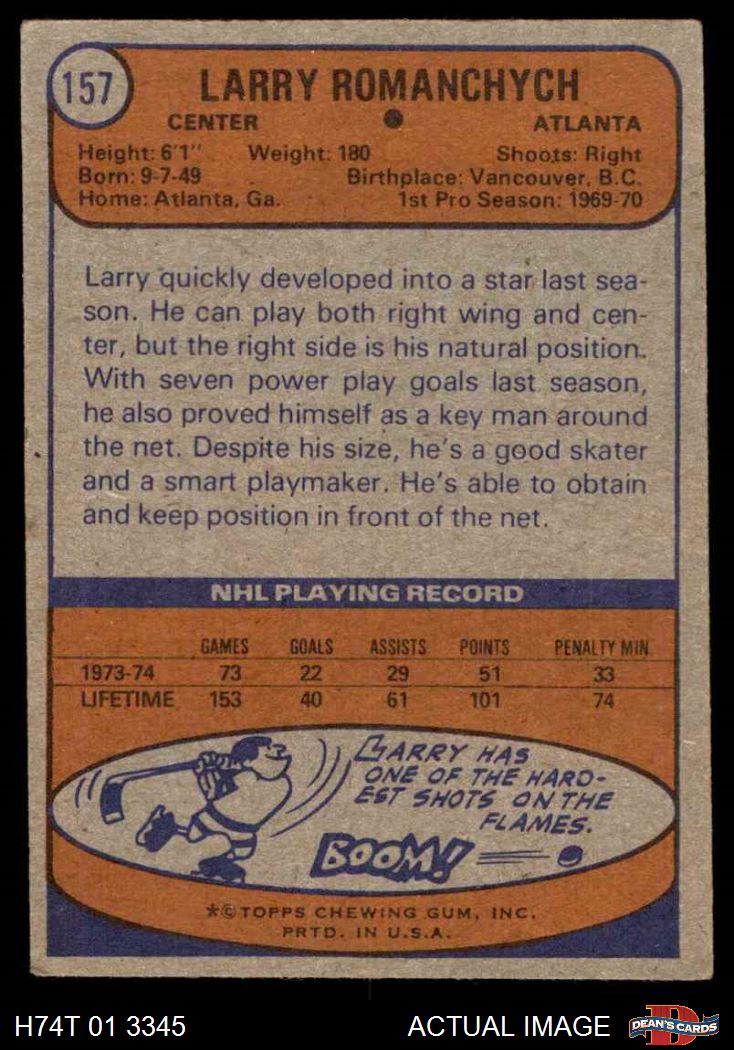 157
LARRY ROMANCHYCH
CENTER ATLANTA
Height: 6'1" Weight: 180 Shoots: Right
Born: 9-7-49 Birthplace: Vancouver, B.C.
Home: Atlanta, Ga. 1st Pro Season: 1969-70
Larry quickly developed into a star last sea-
son. He can play both right wing and cen-
ter, but the right side is his natural position.
With seven power play goals last season,
he also proved himself as a key man around
the net. Despite his size, he's a good skater
and a smart playmaker. He's able to obtain
and keep position in front of the net.
NHL PLAYING RECORD
GAMES GOALS ASSISTS POINTS PENALTY MIN
1973-74 73 22 29 51 33
LIFETIME 153 40 61 101 74
LARRY HAS
ONE OF THE HARD-
EST SHOTS ON THE
FLAMES.
BOOM!
*©TOPPS CHEWING GUM, INC.
PRTD. IN U.S.A.
H74T 01 3345 ACTUAL IMAGE DEAN'S CARDS